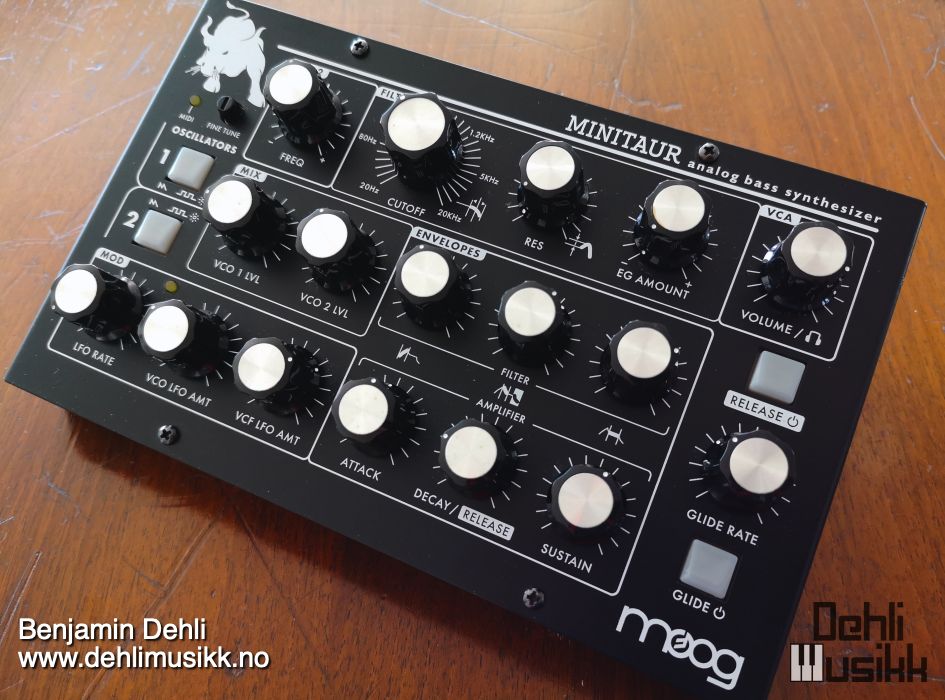 MINITAUR
analog bass synthesizer
MIDI
FINE TUNE
OSCILLATORS
1
2
FREQ
- +
80Hz
1.2KHz
5KHz
20Hz
20KHz
CUTOFF
RES
EG AMOUNT
- +
VCA
VOLUME /
MIX
VCO 1 LVL
VCO 2 LVL
ENVELOPES
MOD
LFO RATE
VCO LFO AMT
VCF LFO AMT
FILTER
AMPLIFIER
ATTACK
DECAY / RELEASE
SUSTAIN
RELEASE
GLIDE RATE
GLIDE
moog
Benjamin Dehli
www.dehlimusikk.no
Dehli
Musikk